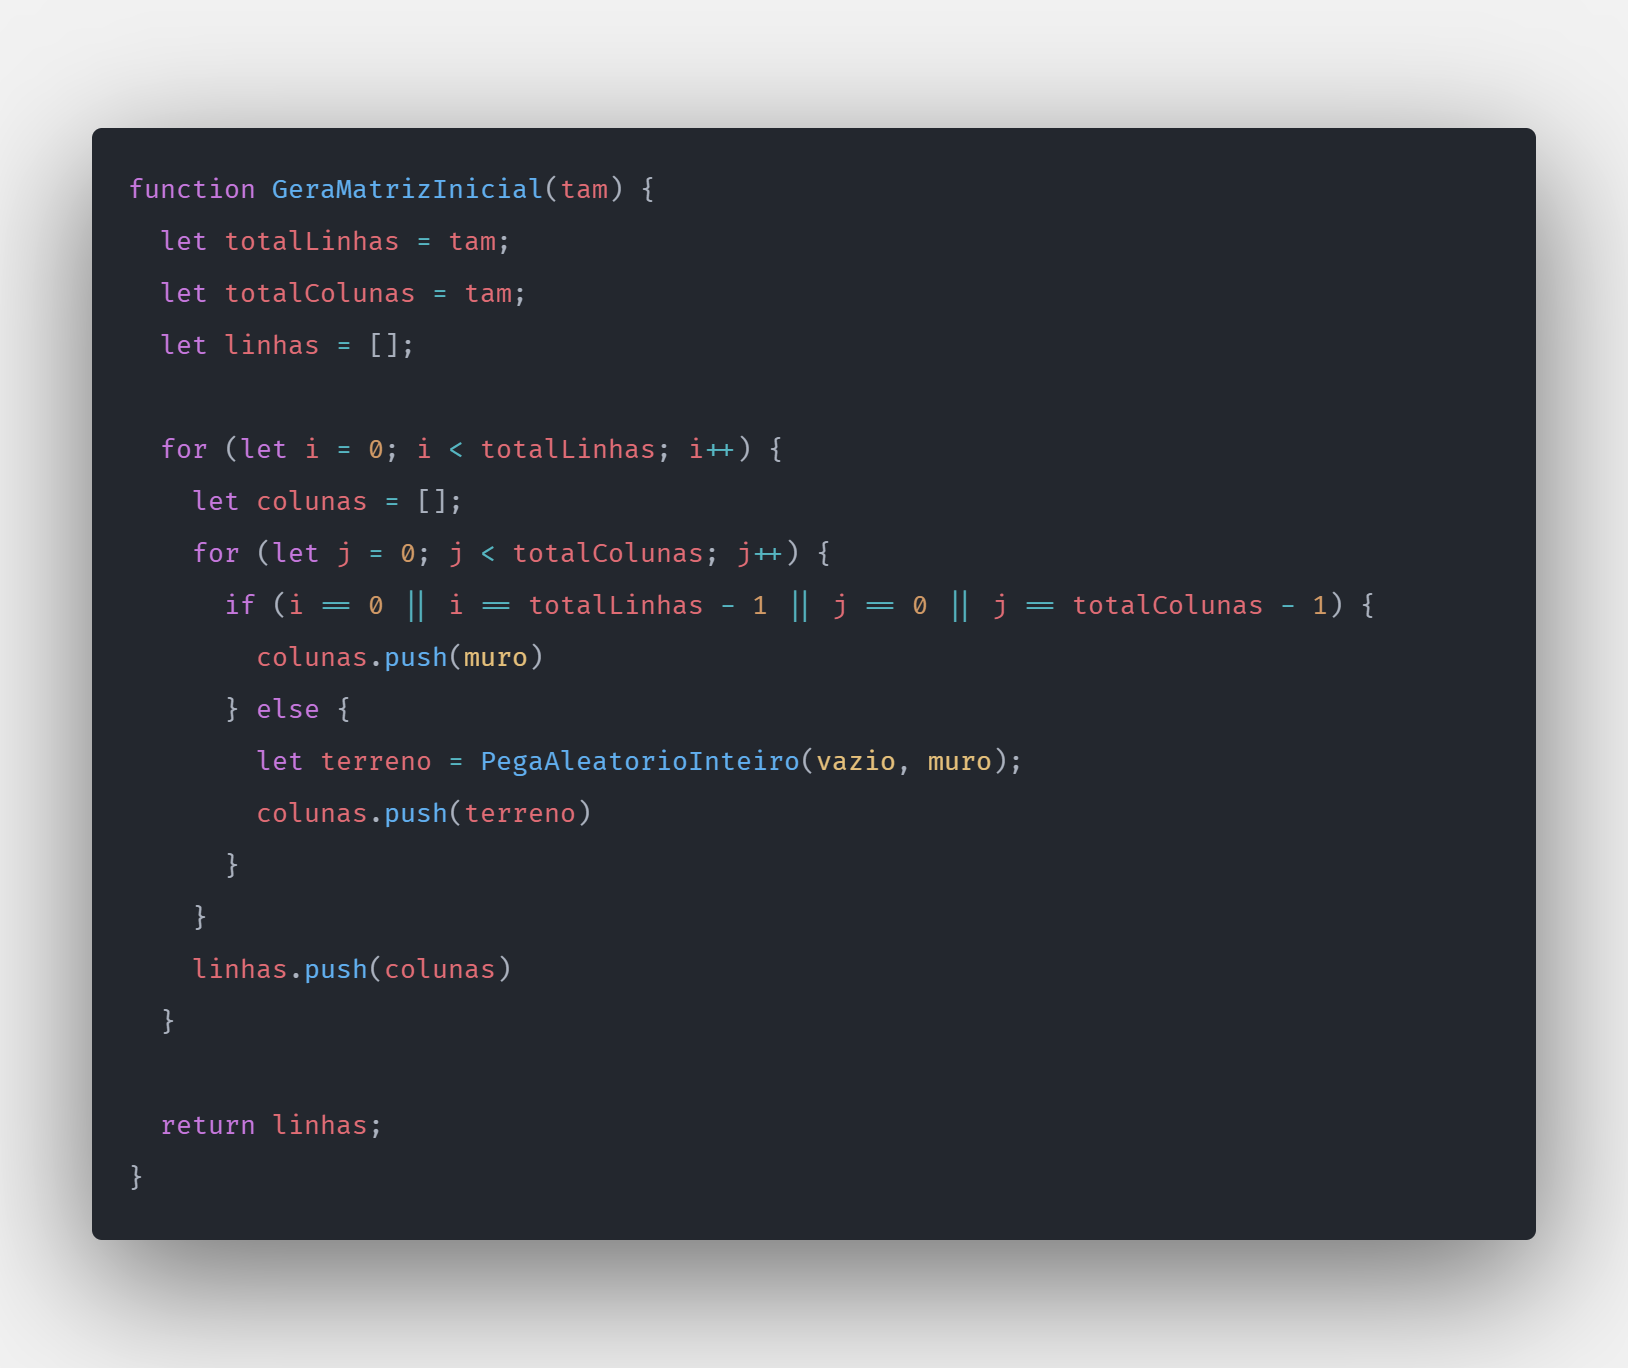 function GeraMatrizInicial(tam) {
  let totalLinhas = tam;
  let totalColunas = tam;
  let linhas = [];

  for (let i = 0; i < totalLinhas; i++) {
    let colunas = [];
    for (let j = 0; j < totalColunas; j++) {
      if (i == 0 || i == totalLinhas - 1 || j == 0 || j == totalColunas - 1) {
        colunas.push(muro)
      } else {
        let terreno = PegaAleatorioInteiro(vazio, muro);
        colunas.push(terreno)
      }
    }
    linhas.push(colunas)
  }

  return linhas;
}